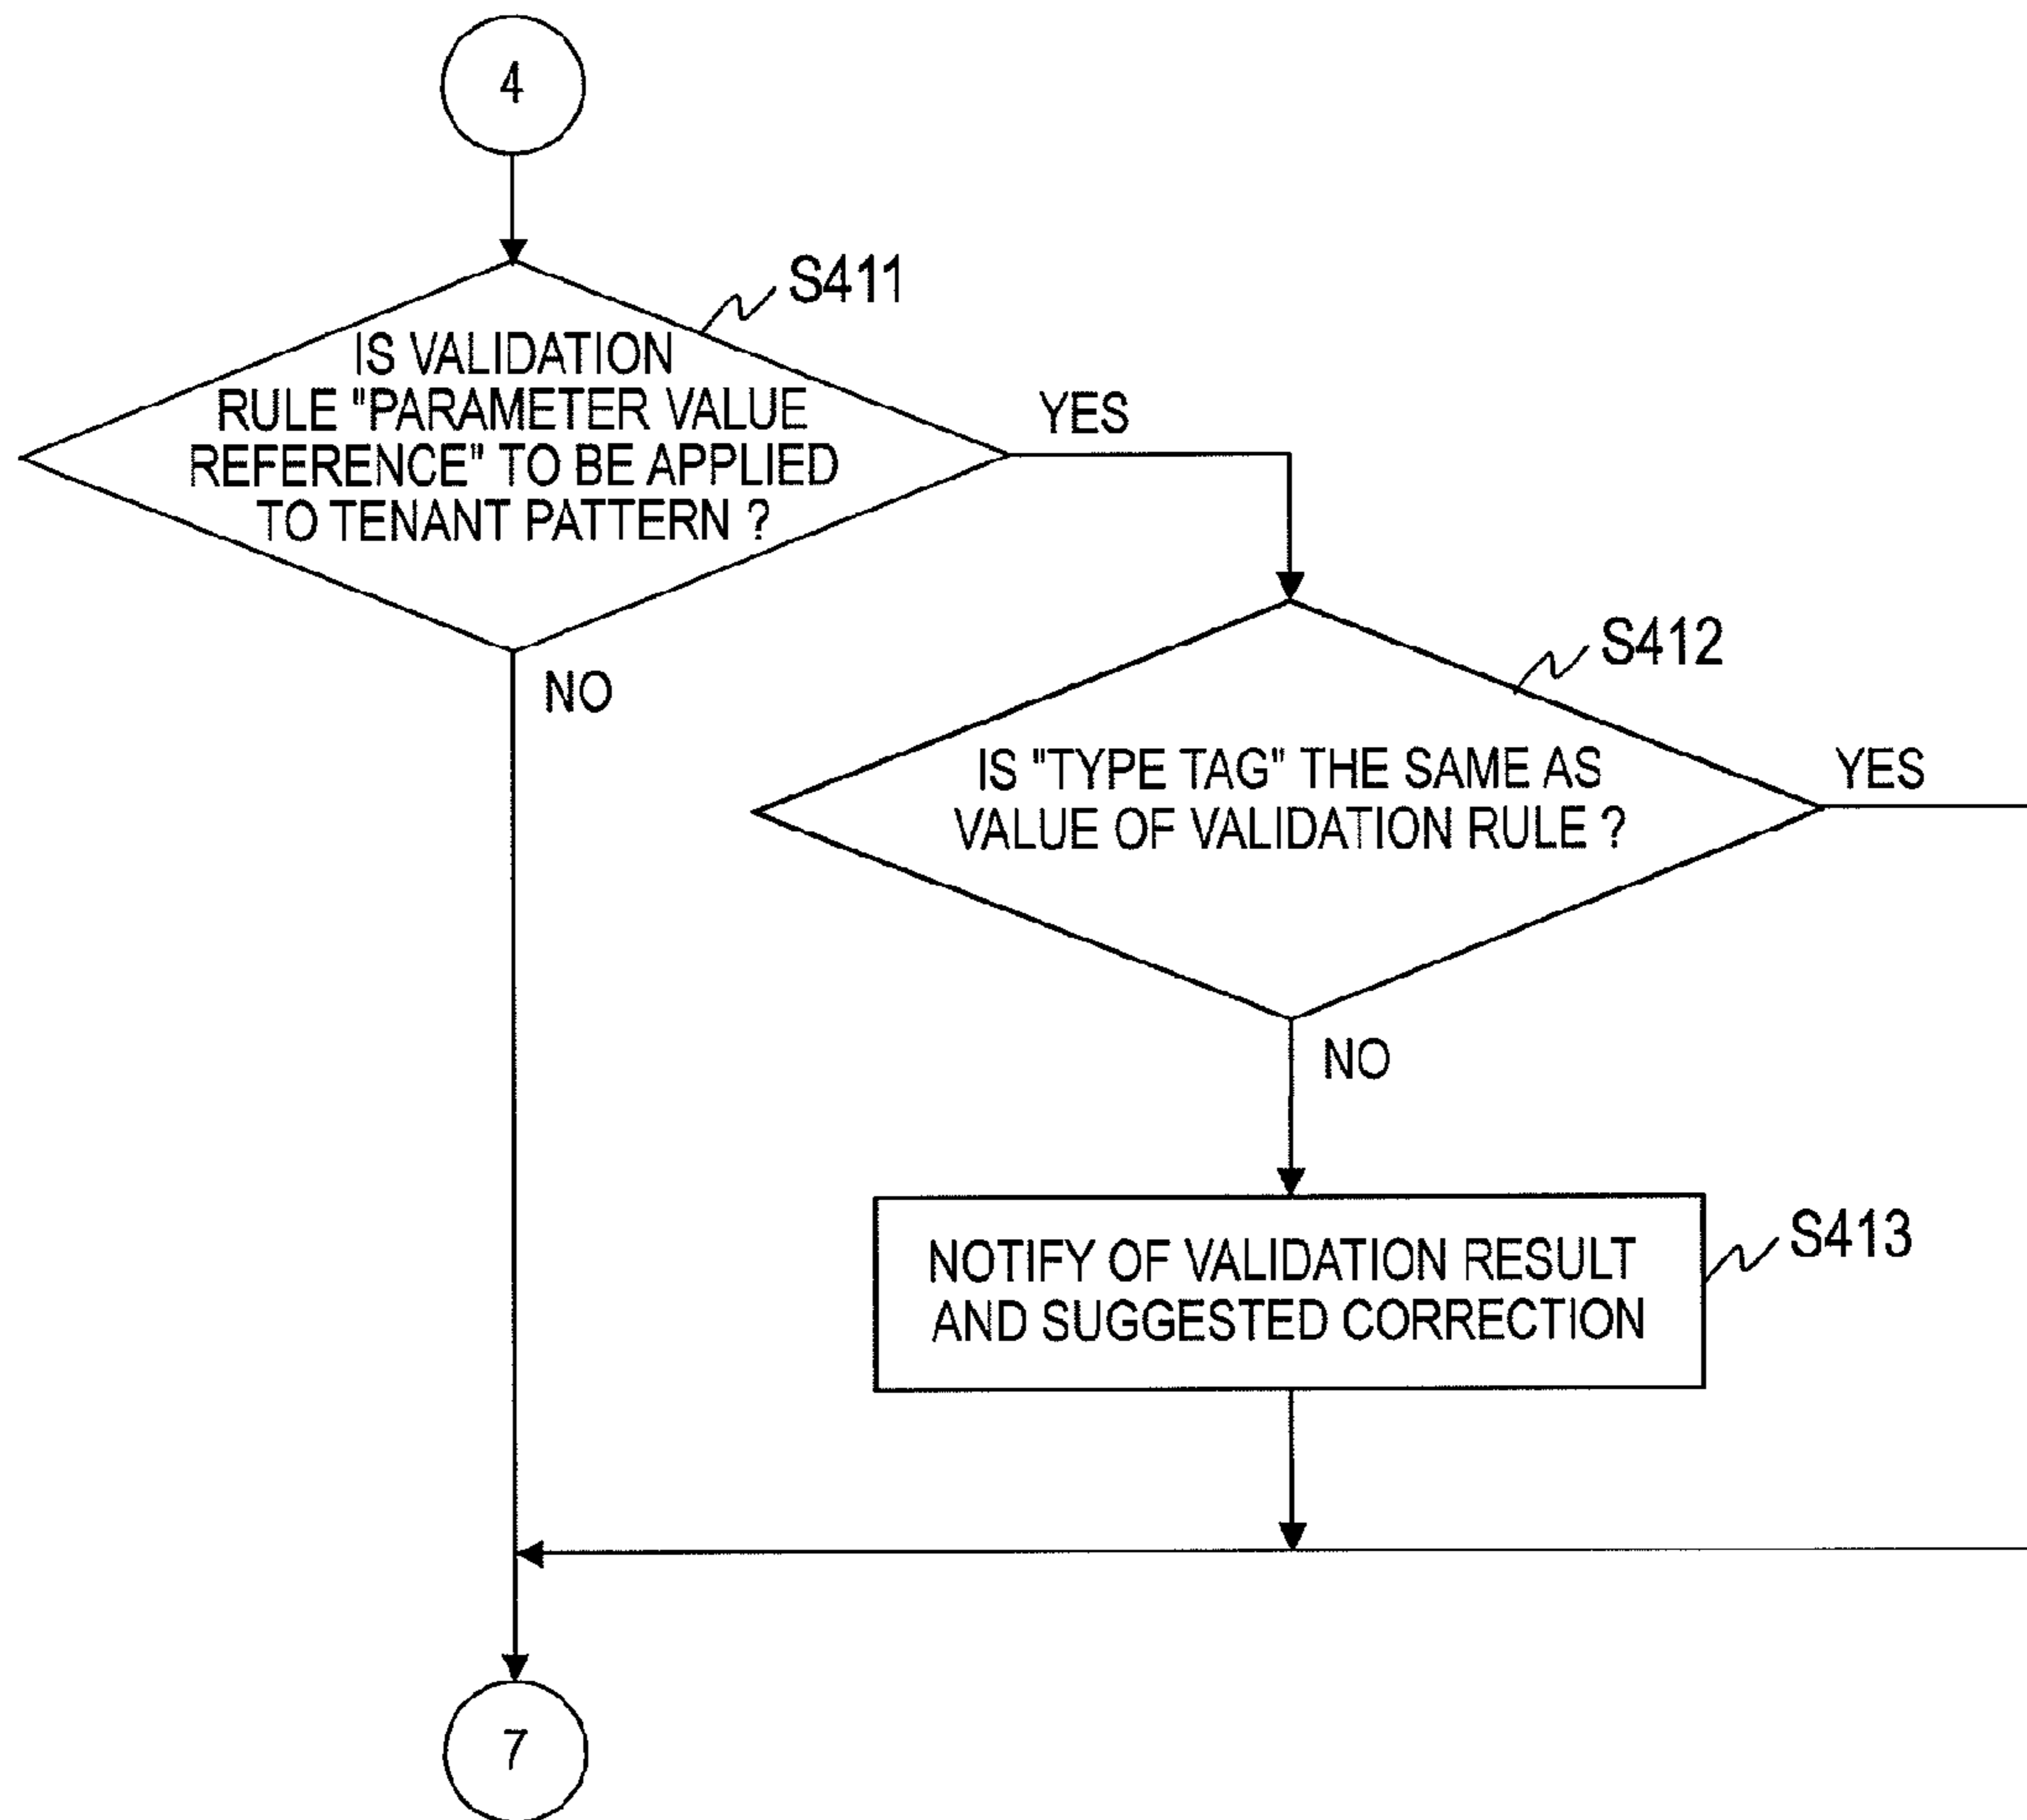 4
S411
IS VALIDATION
RULE "PARAMETER VALUE
REFERENCE" TO BE APPLIED
TO TENANT PATTERN ?
YES
NO
S412
IS "TYPE TAG" THE SAME AS
VALUE OF VALIDATION RULE ?
YES
NO
S413
NOTIFY OF VALIDATION RESULT
AND SUGGESTED CORRECTION
7